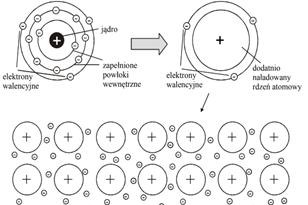 jądro
elektrony
walencyjne
zapełnione
powłoki
wewnętrzne
elektrony
walencyjne
dodatnio
naładowany
rdzeń atomowy